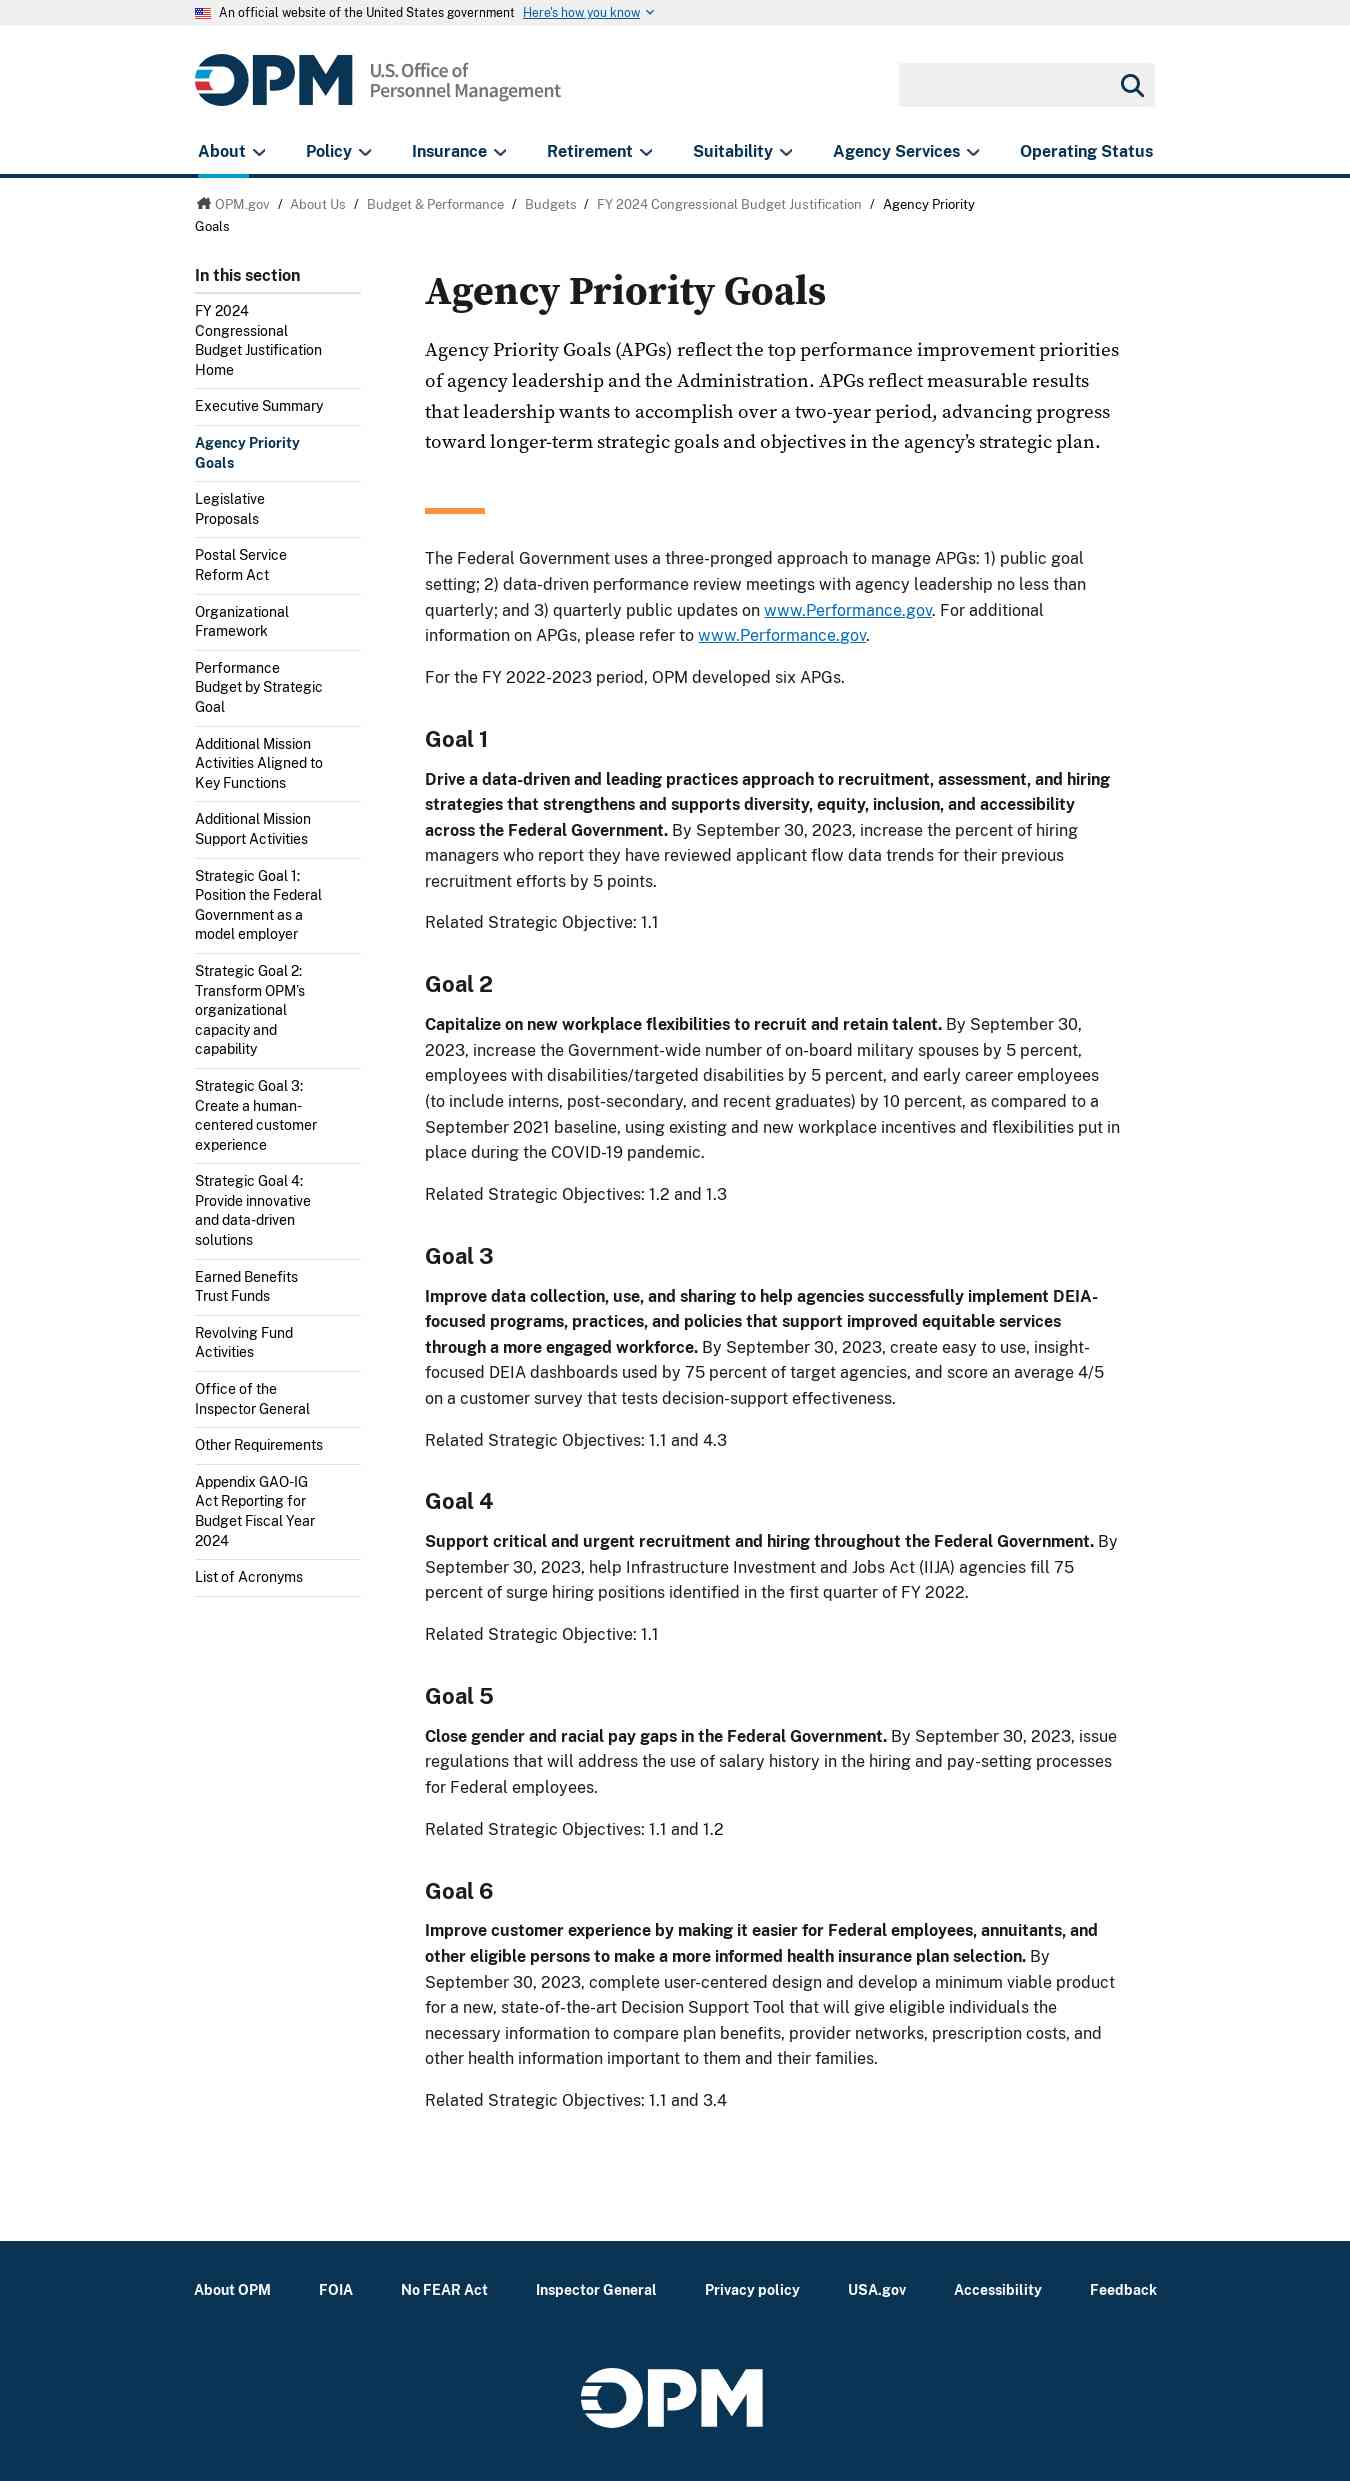 An official website of the United States government Here's how you know
OPM U.S. Office of
Personnel Management
About Policy Insurance Retirement Suitability Agency Services Operating Status
OPM.gov / About Us / Budget & Performance / Budgets / FY 2024 Congressional Budget Justification / Agency Priority
Goals
In this section
FY 2024
Congressional
Budget Justification
Home
Executive Summary
Agency Priority
Goals
Legislative
Proposals
Postal Service
Reform Act
Organizational
Framework
Performance
Budget by Strategic
Goal
Additional Mission
Activities Aligned to
Key Functions
Additional Mission
Support Activities
Strategic Goal 1:
Position the Federal
Government as a
model employer
Strategic Goal 2:
Transform OPM’s
organizational
capacity and
capability
Strategic Goal 3:
Create a human-
centered customer
experience
Strategic Goal 4:
Provide innovative
and data-driven
solutions
Earned Benefits
Trust Funds
Revolving Fund
Activities
Office of the
Inspector General
Other Requirements
Appendix GAO-IG
Act Reporting for
Budget Fiscal Year
2024
List of Acronyms
Agency Priority Goals
Agency Priority Goals (APGs) reflect the top performance improvement priorities
of agency leadership and the Administration. APGs reflect measurable results
that leadership wants to accomplish over a two-year period, advancing progress
toward longer-term strategic goals and objectives in the agency’s strategic plan.
The Federal Government uses a three-pronged approach to manage APGs: 1) public goal
setting; 2) data-driven performance review meetings with agency leadership no less than
quarterly; and 3) quarterly public updates on www.Performance.gov. For additional
information on APGs, please refer to www.Performance.gov.
For the FY 2022-2023 period, OPM developed six APGs.
Goal 1
Drive a data-driven and leading practices approach to recruitment, assessment, and hiring
strategies that strengthens and supports diversity, equity, inclusion, and accessibility
across the Federal Government. By September 30, 2023, increase the percent of hiring
managers who report they have reviewed applicant flow data trends for their previous
recruitment efforts by 5 points.
Related Strategic Objective: 1.1
Goal 2
Capitalize on new workplace flexibilities to recruit and retain talent. By September 30,
2023, increase the Government-wide number of on-board military spouses by 5 percent,
employees with disabilities/targeted disabilities by 5 percent, and early career employees
(to include interns, post-secondary, and recent graduates) by 10 percent, as compared to a
September 2021 baseline, using existing and new workplace incentives and flexibilities put in
place during the COVID-19 pandemic.
Related Strategic Objectives: 1.2 and 1.3
Goal 3
Improve data collection, use, and sharing to help agencies successfully implement DEIA-
focused programs, practices, and policies that support improved equitable services
through a more engaged workforce. By September 30, 2023, create easy to use, insight-
focused DEIA dashboards used by 75 percent of target agencies, and score an average 4/5
on a customer survey that tests decision-support effectiveness.
Related Strategic Objectives: 1.1 and 4.3
Goal 4
Support critical and urgent recruitment and hiring throughout the Federal Government. By
September 30, 2023, help Infrastructure Investment and Jobs Act (IIJA) agencies fill 75
percent of surge hiring positions identified in the first quarter of FY 2022.
Related Strategic Objective: 1.1
Goal 5
Close gender and racial pay gaps in the Federal Government. By September 30, 2023, issue
regulations that will address the use of salary history in the hiring and pay-setting processes
for Federal employees.
Related Strategic Objectives: 1.1 and 1.2
Goal 6
Improve customer experience by making it easier for Federal employees, annuitants, and
other eligible persons to make a more informed health insurance plan selection. By
September 30, 2023, complete user-centered design and develop a minimum viable product
for a new, state-of-the-art Decision Support Tool that will give eligible individuals the
necessary information to compare plan benefits, provider networks, prescription costs, and
other health information important to them and their families.
Related Strategic Objectives: 1.1 and 3.4
About OPM FOIA No FEAR Act Inspector General Privacy policy USA.gov Accessibility Feedback
OPM